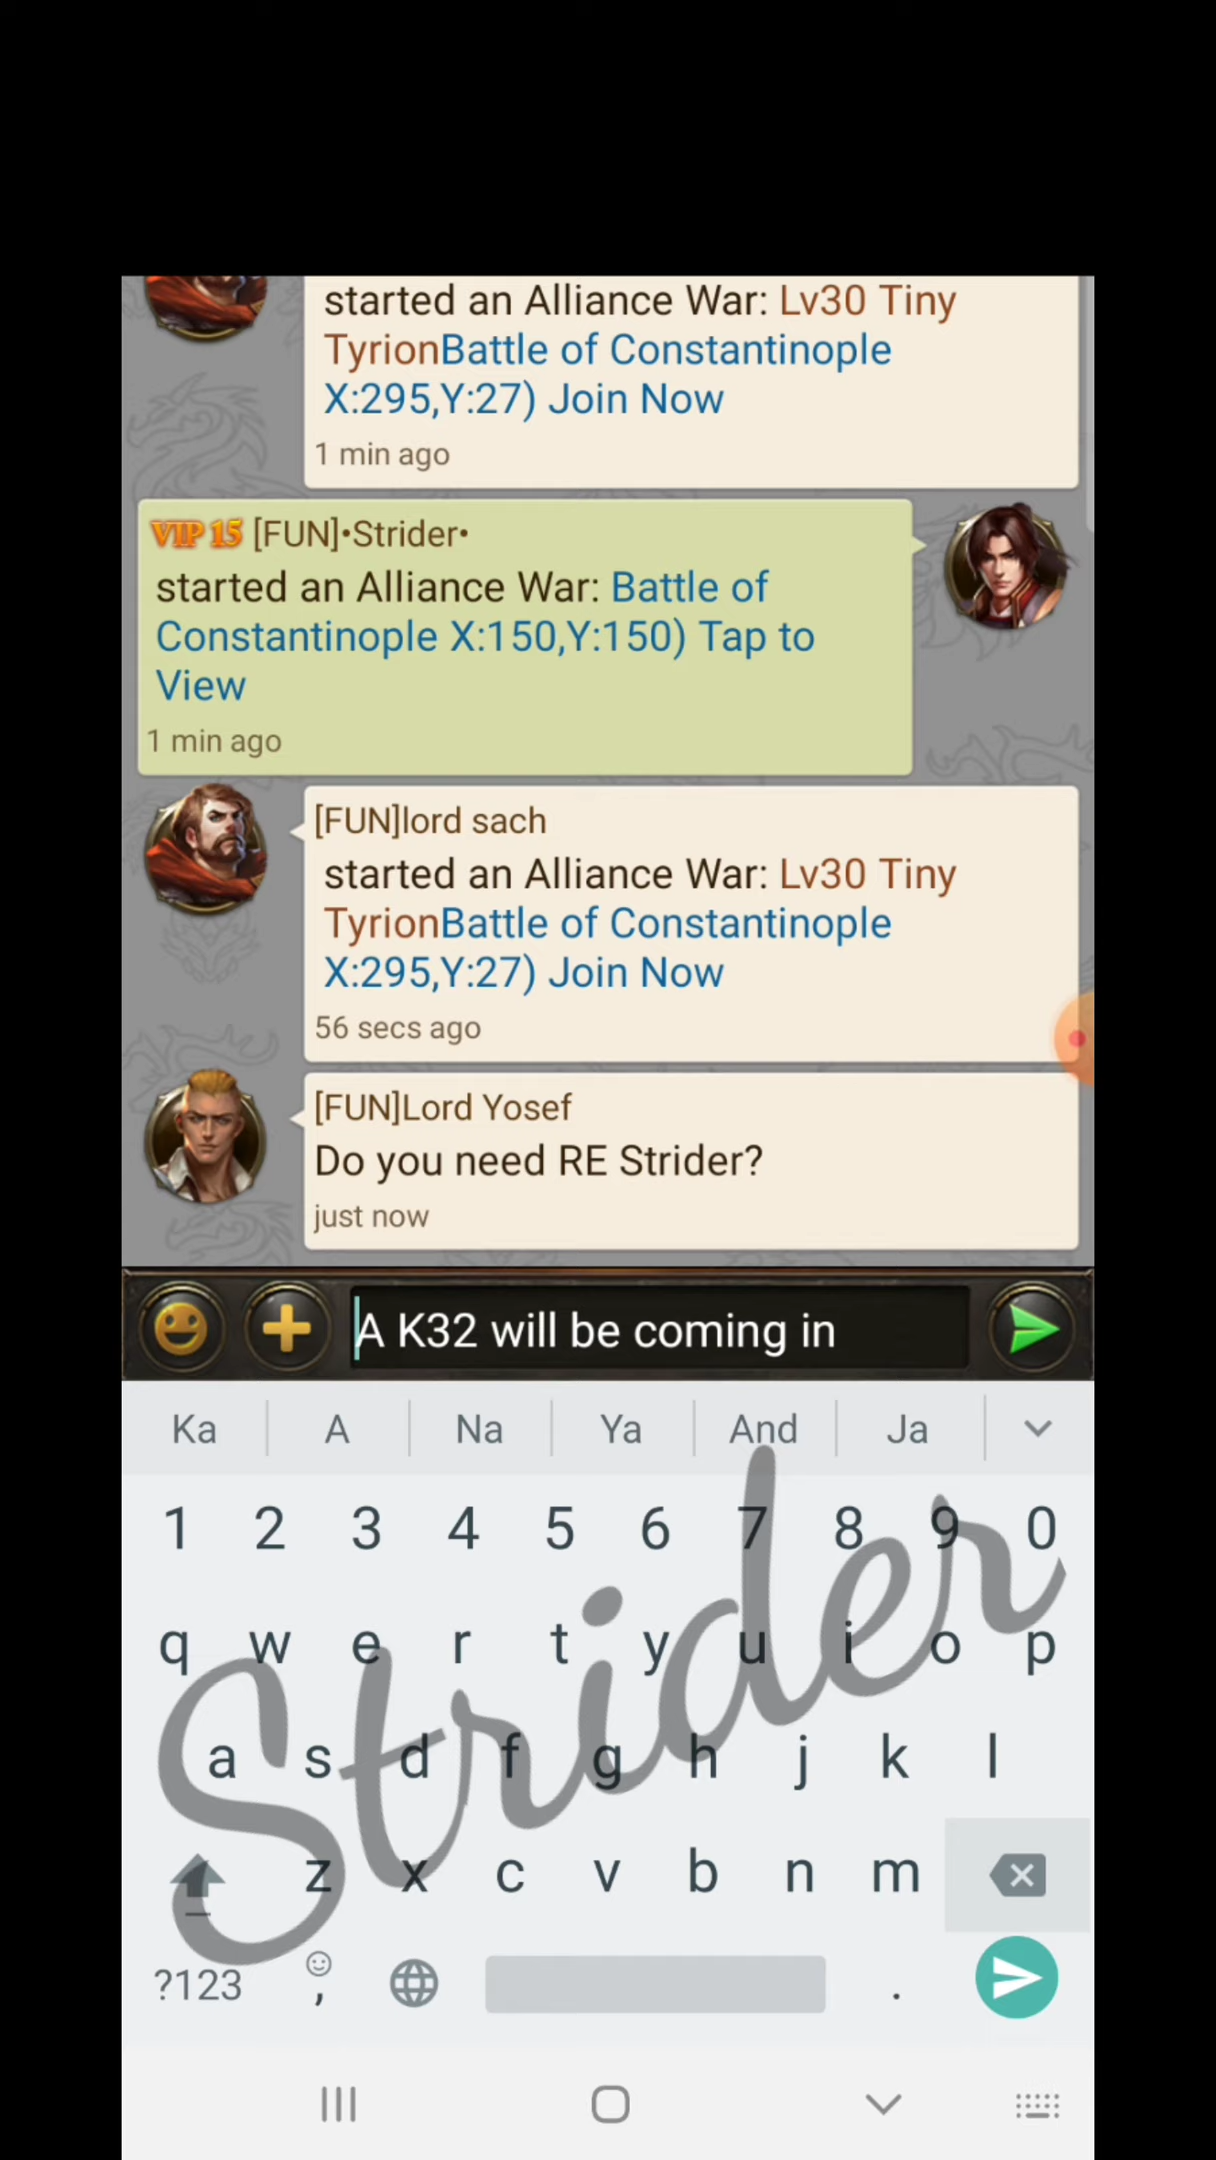 started an Alliance War: Lv30 Tiny
TyrionBattle of Constantinople
X:295,Y:27) Join Now
1 min ago
VIP 15 [FUN]•Strider•
started an Alliance War: Battle of
Constantinople X:150,Y:150) Tap to
View
1 min ago
[FUN]lord sach
started an Alliance War: Lv30 Tiny
TyrionBattle of Constantinople
X:295,Y:27) Join Now
56 secs ago
[FUN]Lord Yosef
Do you need RE Strider?
just now
A K32 will be coming in
Ka A Na Ya And Ja
1 2 3 4 5 6 7 8 9 0
q w e r t y u i o p
a s d f g h j k l
z x c v b n m
?123 , .
Strider